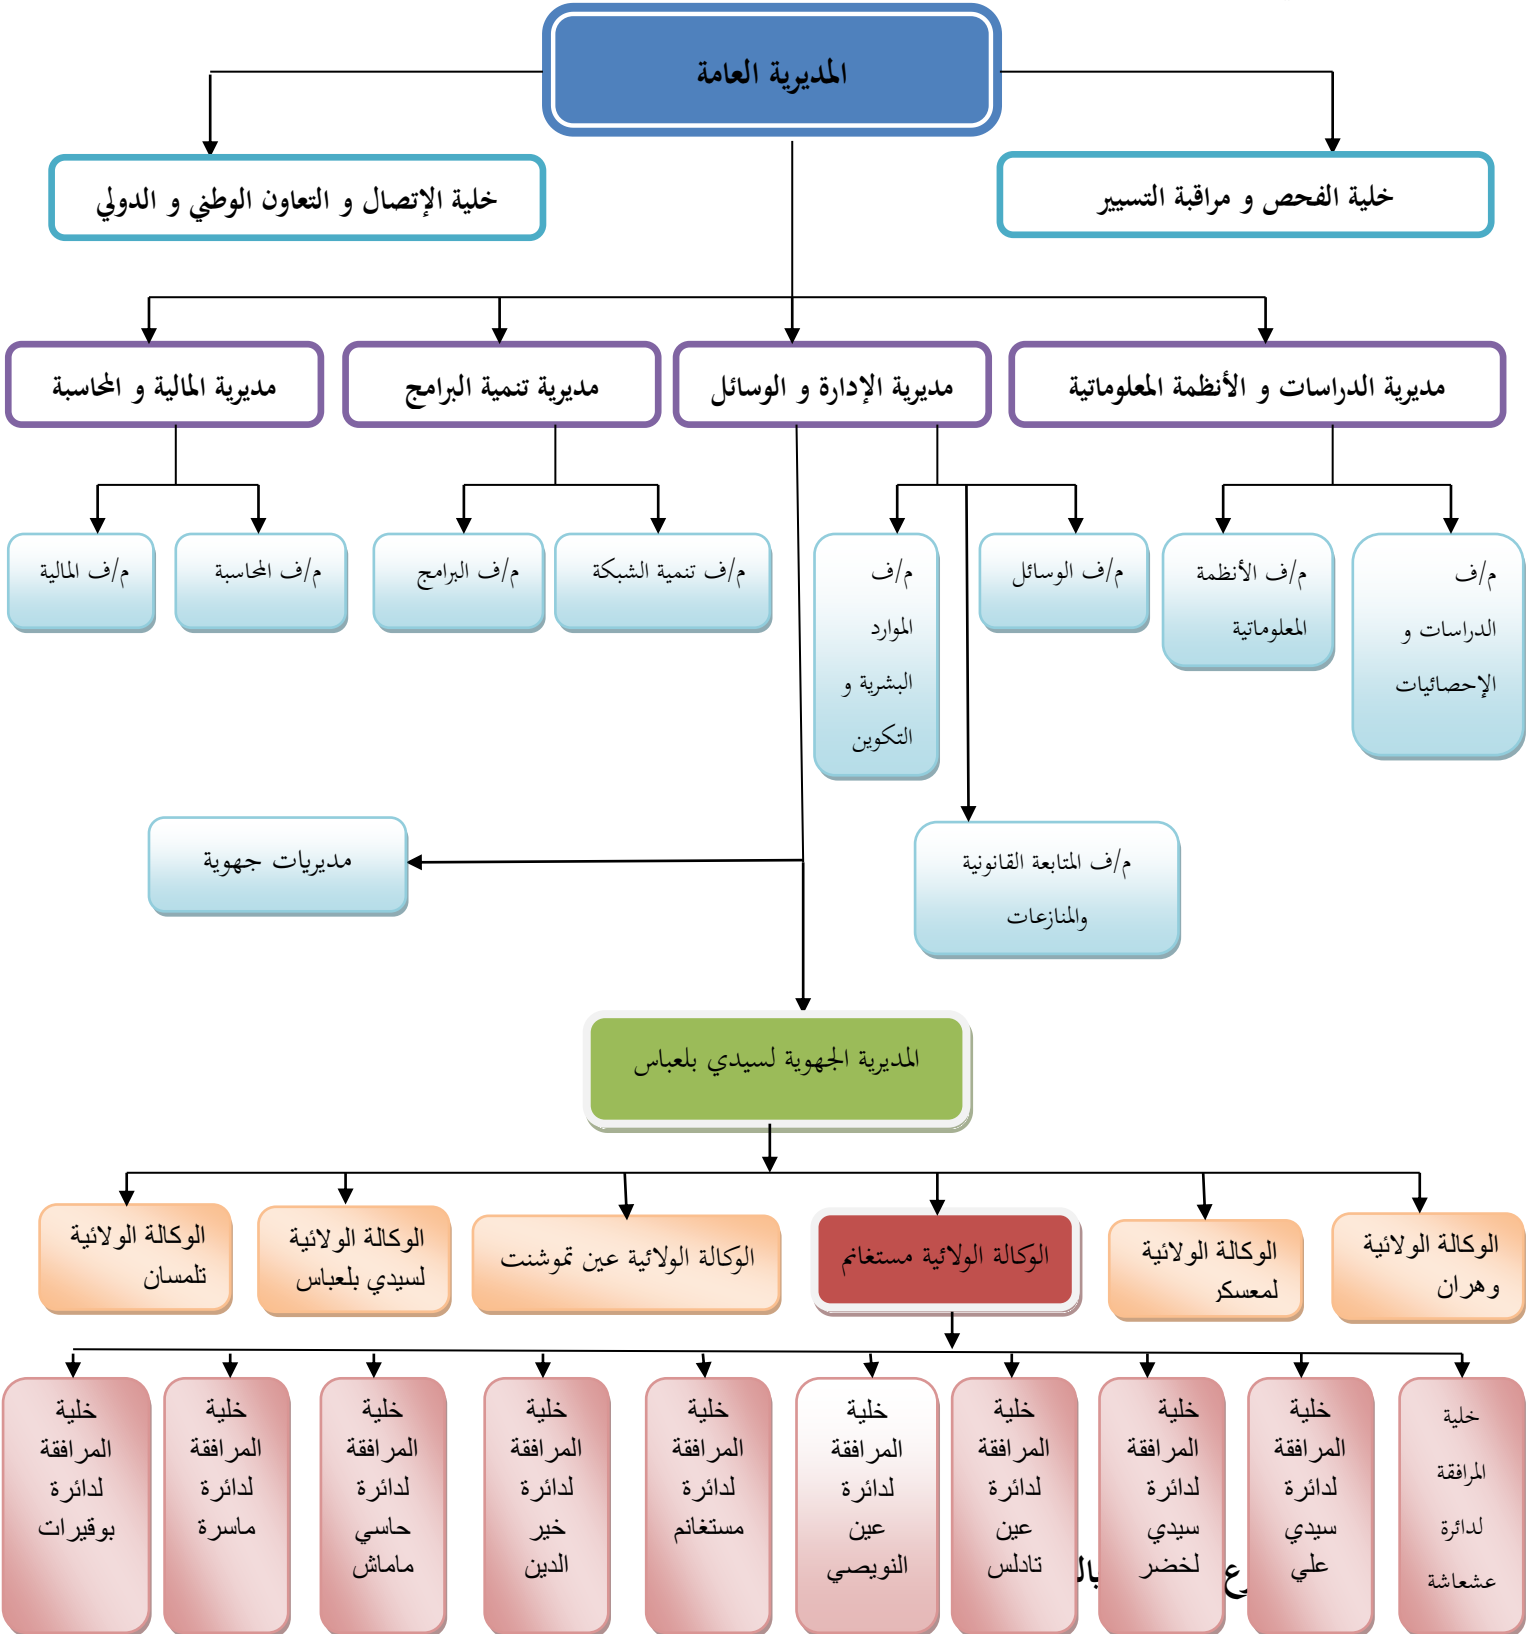 المديرية العامة
خلية الفحص و مراقبة التسيير
خلية الإتصال و التعاون الوطني و الدولي
مديرية الدراسات و الأنظمة المعلوماتية
مديرية الإدارة و الوسائل
مديرية تنمية البرامج
مديرية المالية و المحاسبة
م/ف
الدراسات و
الإحصائيات
م/ف الأنظمة
المعلوماتية
م/ف الوسائل
م/ف
الموارد
البشرية و
التكوين
م/ف تنمية الشبكة
م/ف البرامج
م/ف المحاسبة
م/ف المالية
م/ف المتابعة القانونية
والمنازعات
مديريات جهوية
المديرية الجهوية لسيدي بلعباس
الوكالة الولائية
وهران
الوكالة الولائية
لمعسكر
الوكالة الولائية مستغانم
الوكالة الولائية عين تموشنت
الوكالة الولائية
لسيدي بلعباس
الوكالة الولائية
تلمسان
خلية
المرافقة
لدائرة
عشعاشة
خلية
المرافقة
لدائرة
سيدي
علي
خلية
المرافقة
لدائرة
سيدي
لخضر
خلية
المرافقة
لدائرة
عين
تادلس
خلية
المرافقة
لدائرة
عين
النويصي
خلية
المرافقة
لدائرة
مستغانم
خلية
المرافقة
لدائرة
خير
الدين
خلية
المرافقة
لدائرة
حاسي
ماماش
خلية
المرافقة
لدائرة
ماسرة
خلية
المرافقة
لدائرة
بوقيرات